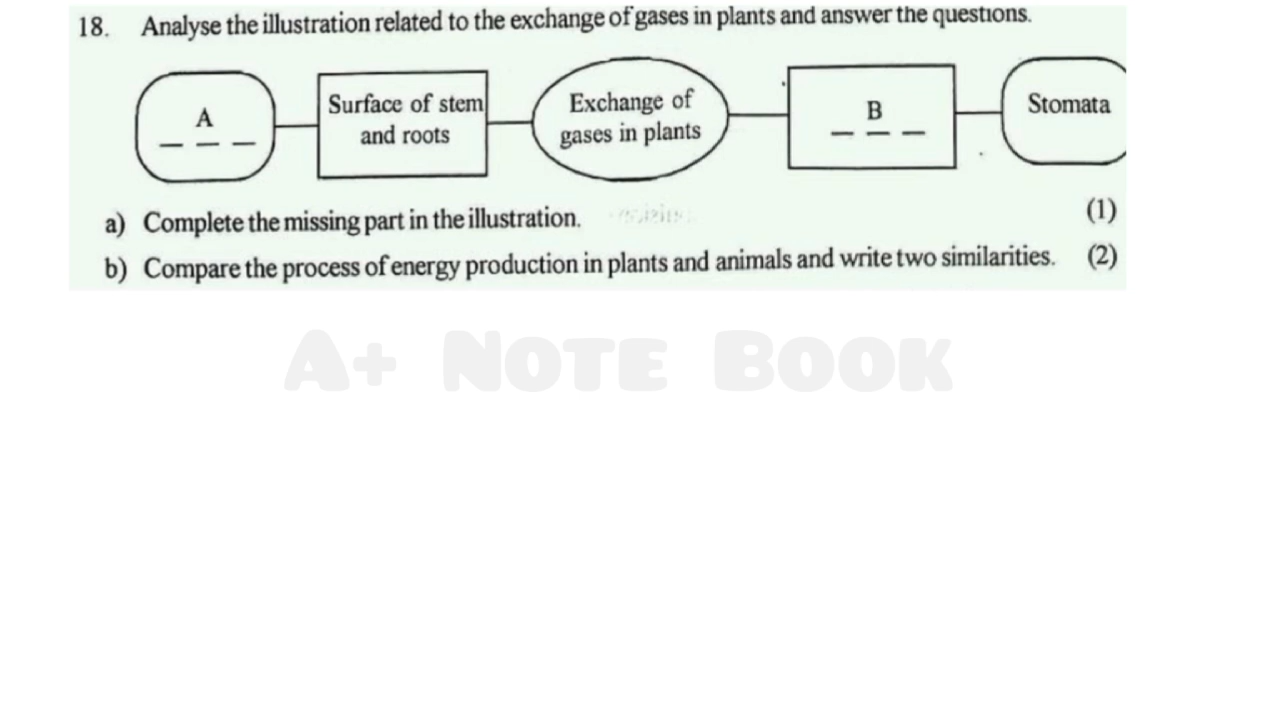 18. Analyse the illustration related to the exchange of gases in plants and answer the questions.
A
Surface of stem
and roots
Exchange of
gases in plants
B
Stomata
a) Complete the missing part in the illustration. (1)
b) Compare the process of energy production in plants and animals and write two similarities. (2)
A+ NOTE BOOK